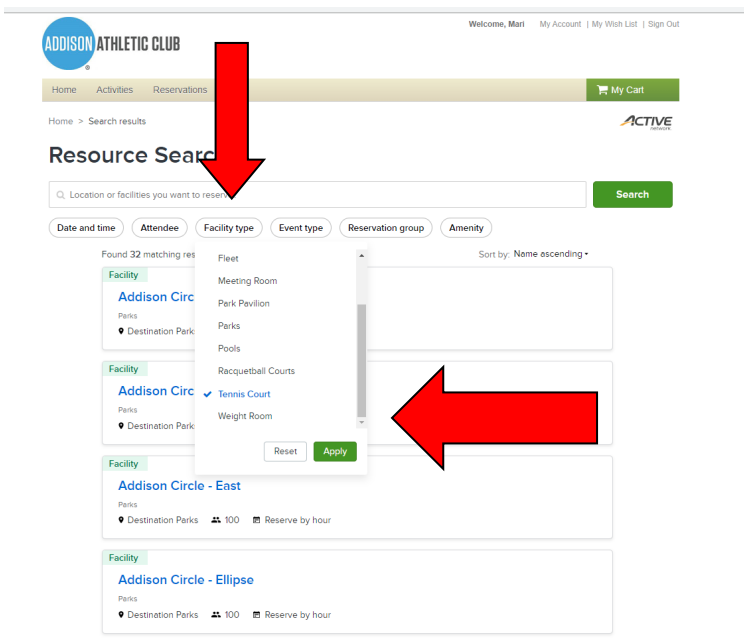 Welcome, Mari My Account | My Wish List | Sign Out
ADDISON ATHLETIC CLUB
Home Activities Reservations
My Cart
Home > Search results
ACTIVE network
Resource Searc
Location or facilities you want to reserv
Search
Date and time Attendee Facility type Event type Reservation group Amenity
Found 32 matching res
Sort by: Name ascending
Fleet
Meeting Room
Park Pavilion
Parks
Pools
Racquetball Courts
Tennis Court
Weight Room
Reset Apply
Facility
Addison Circ
Parks
Destination Park
Facility
Addison Circ
Parks
Destination Park
Facility
Addison Circle - East
Parks
Destination Parks 100 Reserve by hour
Facility
Addison Circle - Ellipse
Parks
Destination Parks 100 Reserve by hour